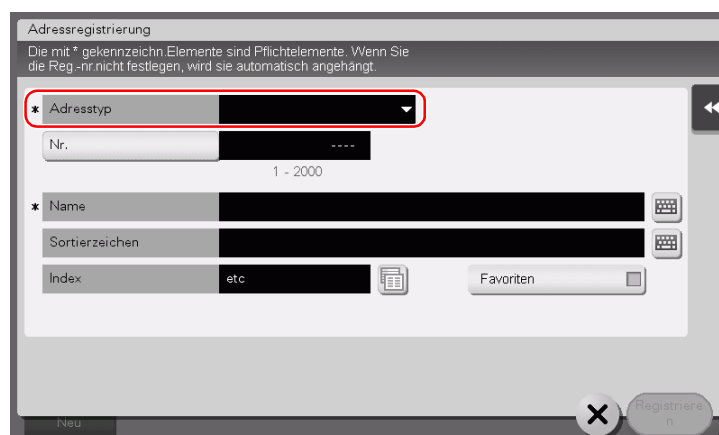 Adressregistrierung
Die mit * gekennzeichn.Elemente sind Pflichtelemente. Wenn Sie
die Reg.-nr.nicht festlegen, wird sie automatisch angehängt.
* Adresstyp
Nr. ----
1 - 2000
* Name
Sortierzeichen
Index etc Favoriten
Registriere
n
Neu